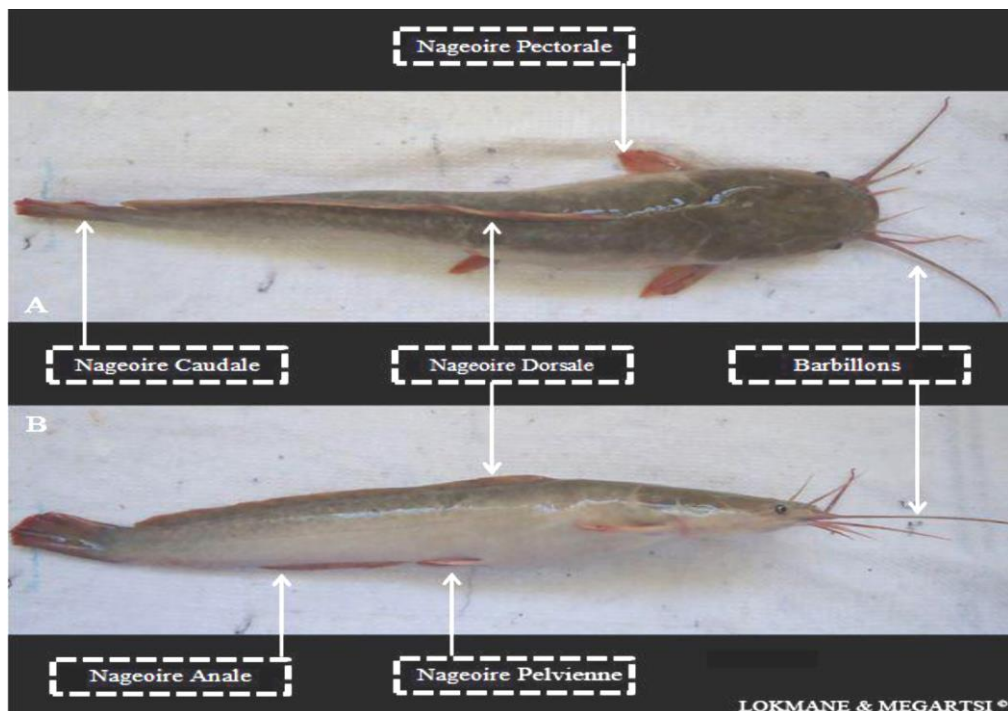 Nageoire Pectorale
A
Nageoire Caudale
Nageoire Dorsale
Barbillons
B
Nageoire Anale
Nageoire Pelvienne
LOKMANE & MEGARTSI ©